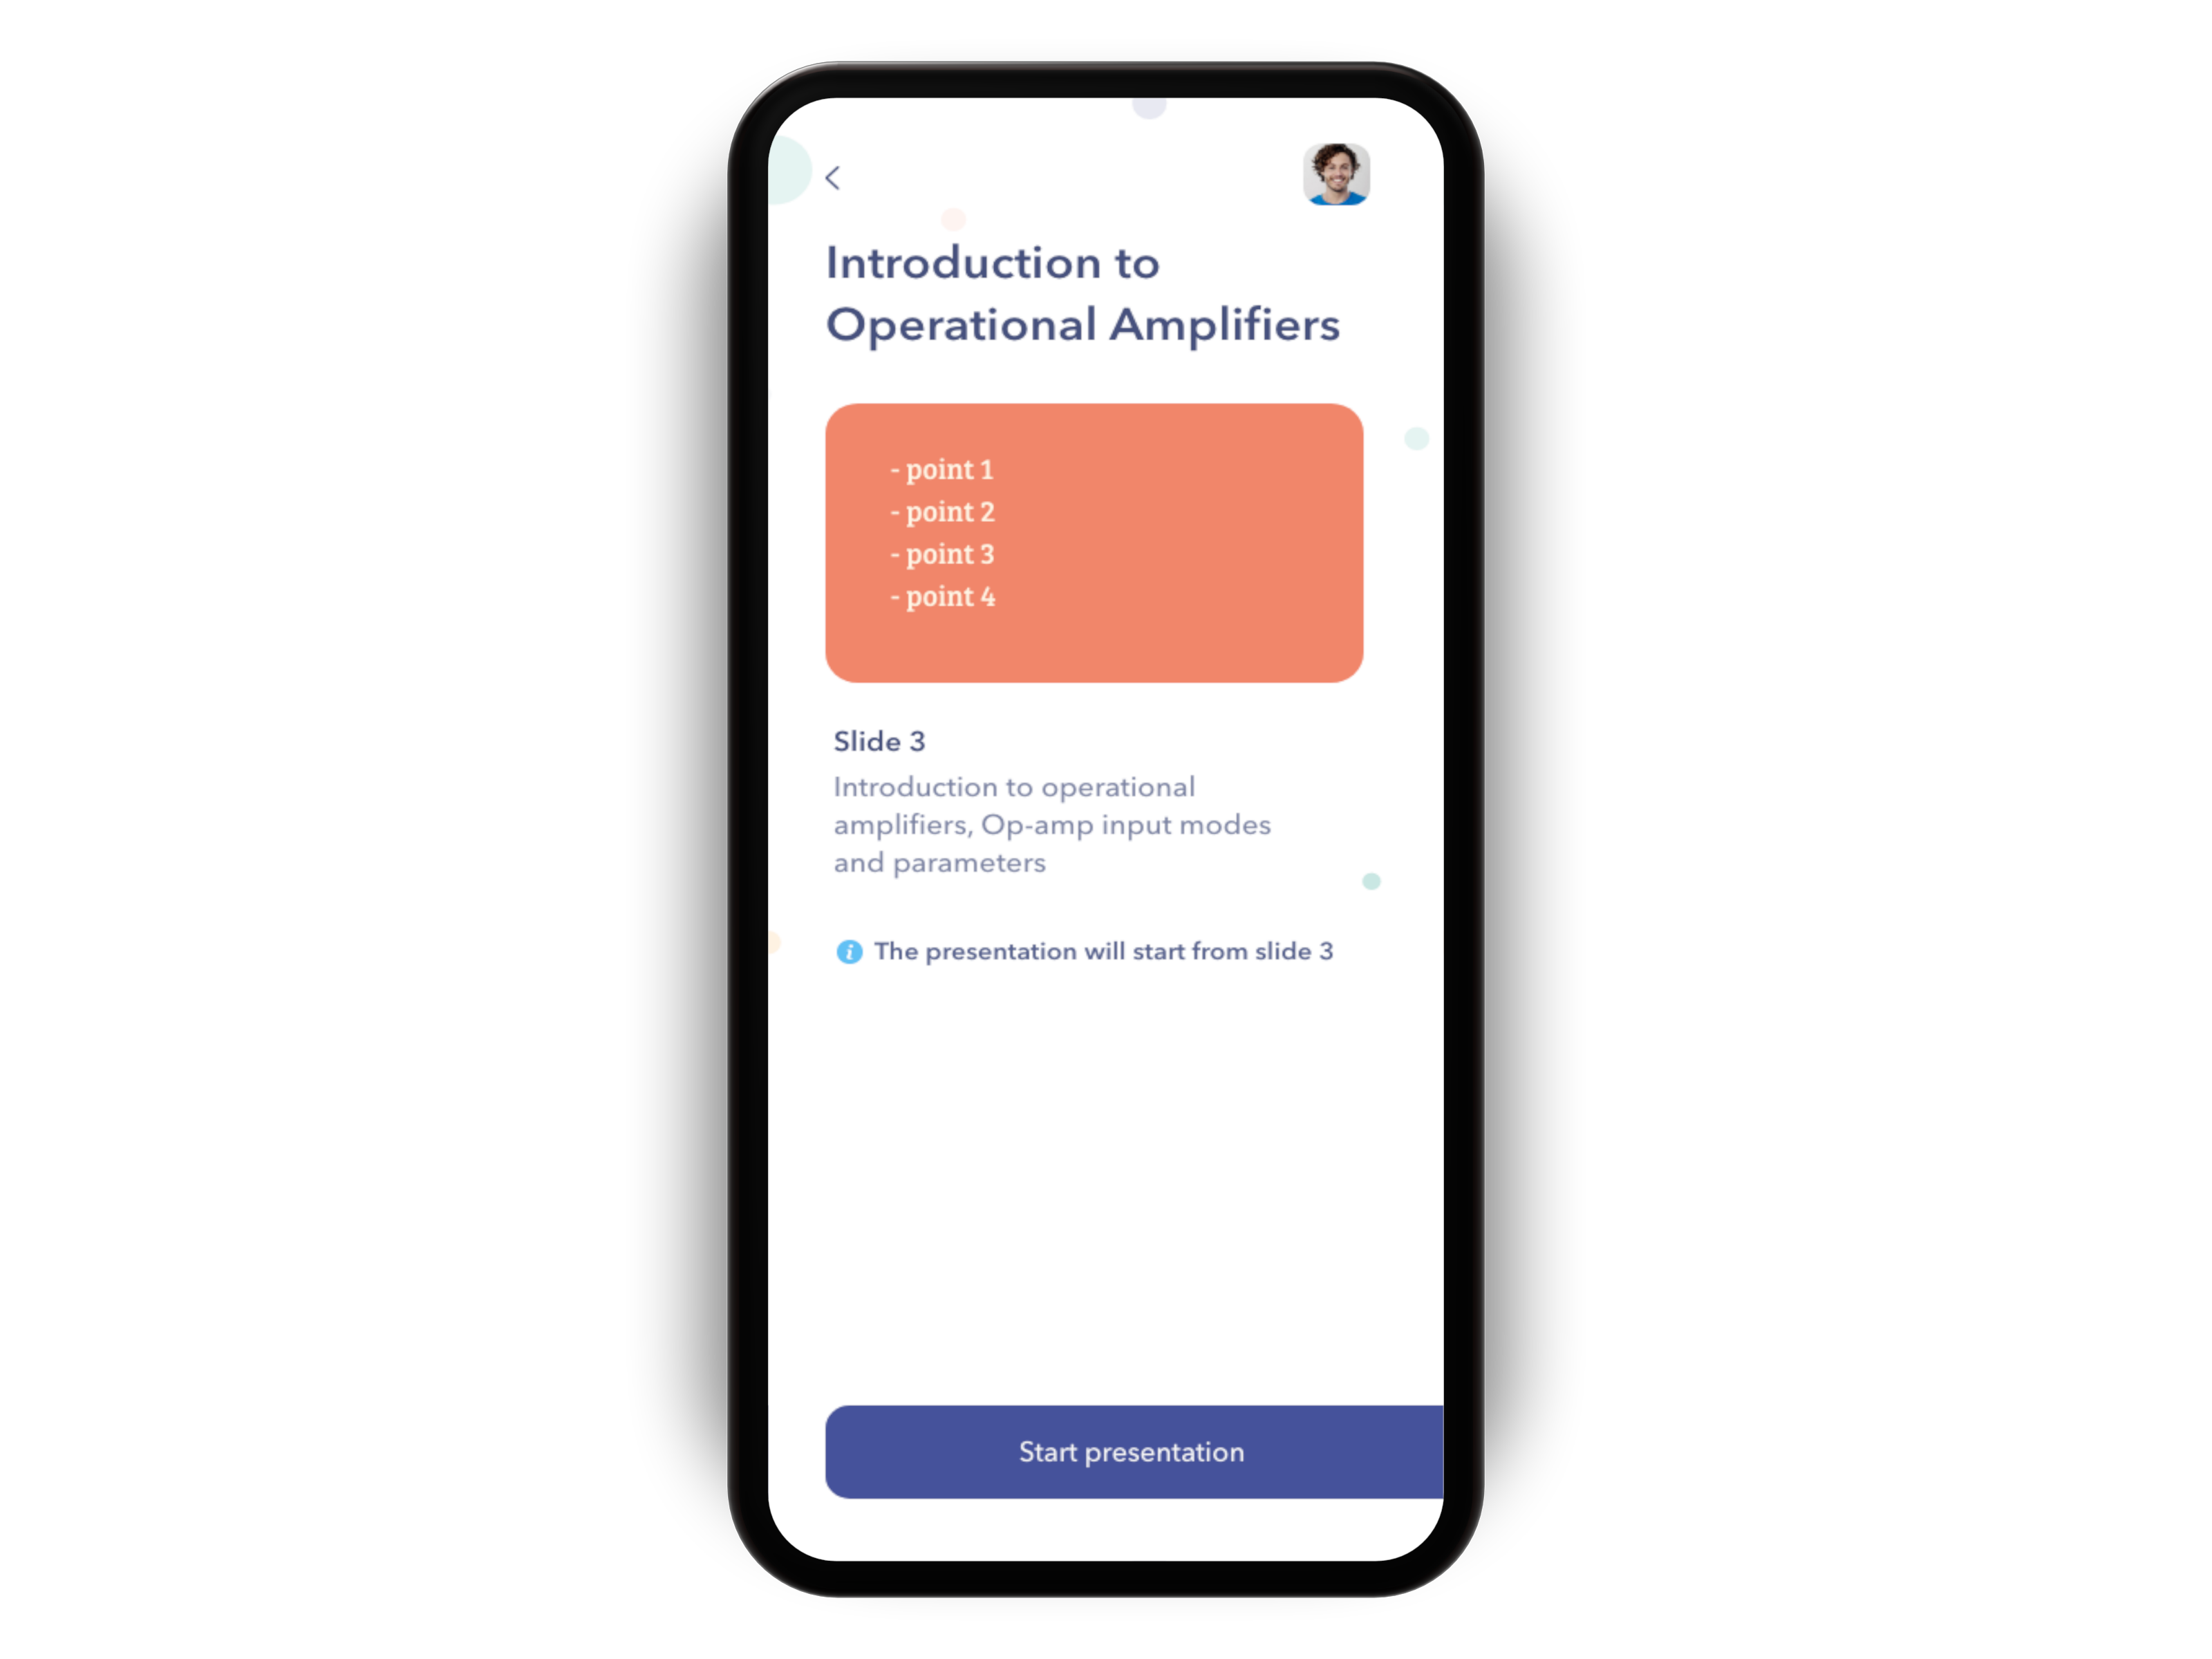 Introduction to
Operational Amplifiers
- point 1
- point 2
- point 3
- point 4
Slide 3
Introduction to operational
amplifiers, Op-amp input modes
and parameters
i The presentation will start from slide 3
Start presentation